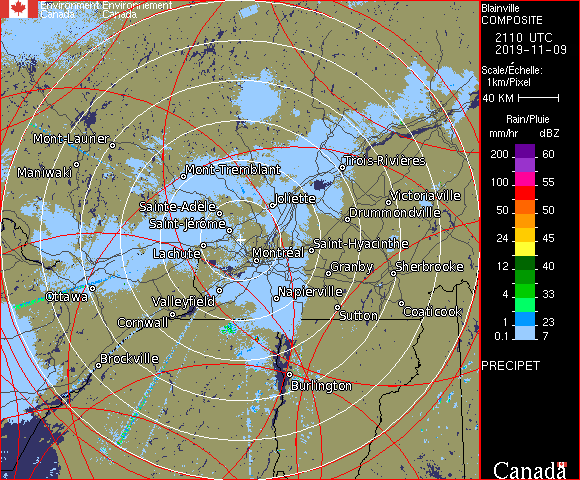 Environment Environnement
Canada Canada
Blainville
COMPOSITE
2110 UTC
2019-11-09
Scale/Échelle:
1km/Pixel
40 KM
Rain/Pluie
mm/hr dBZ
200 60
100 55
50 50
24 45
12 40
4 33
1 23
0.1 7
PRECIPET
Mont-Laurier
Maniwaki
Mont-Tremblant
Trois-Rivières
Sainte-Adèle
Joliette
Victoriaville
Drummondville
Saint-Jérôme
Lachute
Montréal
Saint-Hyacinthe
Granby
Sherbrooke
Ottawa
Valleyfield
Napierville
Cornwall
Sutton
Coaticook
Brockville
Burlington
Canada